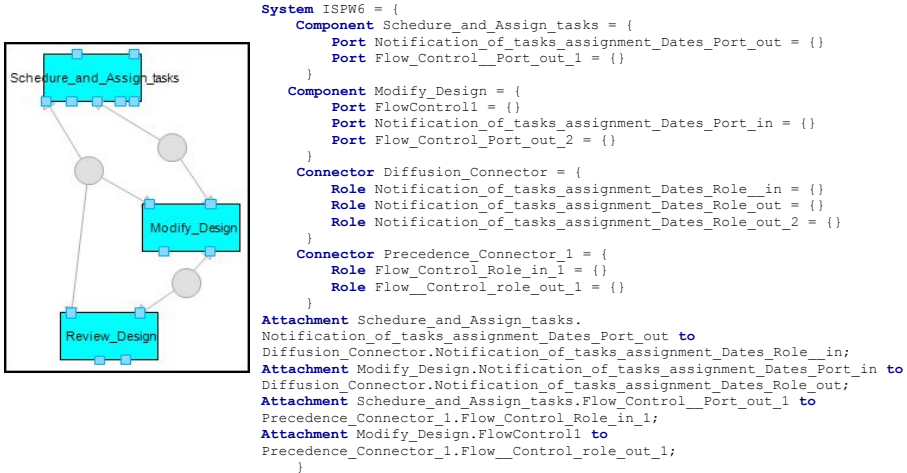 Schedure_and_Assign_tasks
Modify_Design
Review_Design
System ISPW6 = {
Component Schedure_and_Assign_tasks = {
Port Notification_of_tasks_assignment_Dates_Port_out = {}
Port Flow_Control__Port_out_1 = {}
}
Component Modify_Design = {
Port FlowControl1 = {}
Port Notification_of_tasks_assignment_Dates_Port_in = {}
Port Flow_Control_Port_out_2 = {}
}
Connector Diffusion_Connector = {
Role Notification_of_tasks_assignment_Dates_Role__in = {}
Role Notification_of_tasks_assignment_Dates_Role_out = {}
Role Notification_of_tasks_assignment_Dates_Role_out_2 = {}
}
Connector Precedence_Connector_1 = {
Role Flow_Control_Role_in_1 = {}
Role Flow__Control_role_out_1 = {}
}
Attachment Schedure_and_Assign_tasks.
Notification_of_tasks_assignment_Dates_Port_out to
Diffusion_Connector.Notification_of_tasks_assignment_Dates_Role__in;
Attachment Modify_Design.Notification_of_tasks_assignment_Dates_Port_in to
Diffusion_Connector.Notification_of_tasks_assignment_Dates_Role_out;
Attachment Schedure_and_Assign_tasks.Flow_Control__Port_out_1 to
Precedence_Connector_1.Flow_Control_Role_in_1;
Attachment Modify_Design.FlowControl1 to
Precedence_Connector_1.Flow__Control_role_out_1;
}